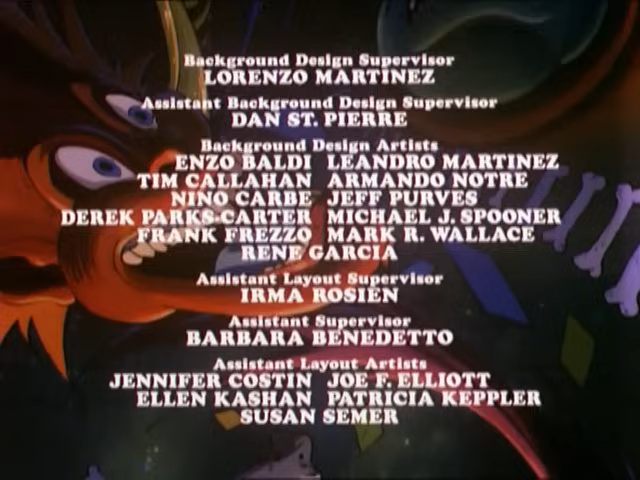 Background Design Supervisor
LORENZO MARTINEZ
Assistant Background Design Supervisor
DAN ST. PIERRE
Background Design Artists
ENZO BALDI LEANDRO MARTINEZ
TIM CALLAHAN ARMANDO NOTRE
NINO CARBE JEFF PURVES
DEREK PARKS-CARTER MICHAEL J. SPOONER
FRANK FREZZO MARK R. WALLACE
RENE GARCIA
Assistant Layout Supervisor
IRMA ROSIEN
Assistant Supervisor
BARBARA BENEDETTO
Assistant Layout Artists
JENNIFER COSTIN JOE F. ELLIOTT
ELLEN KASHAN PATRICIA KEPPLER
SUSAN SEMER